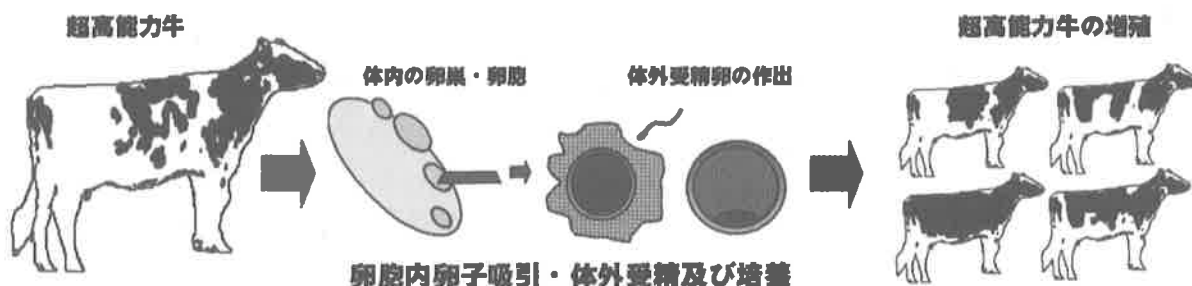 超高能力牛
体内の卵巣・卵胞
体外受精卵の作出
超高能力牛の増殖
卵胞内卵子吸引・体外受精及び培養